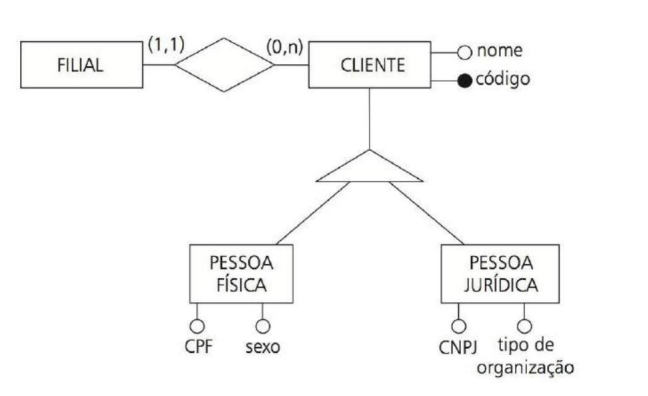 FILIAL
(1,1)
(0,n)
CLIENTE
nome
código
PESSOA
FÍSICA
PESSOA
JURÍDICA
CPF
sexo
CNPJ
tipo de
organização